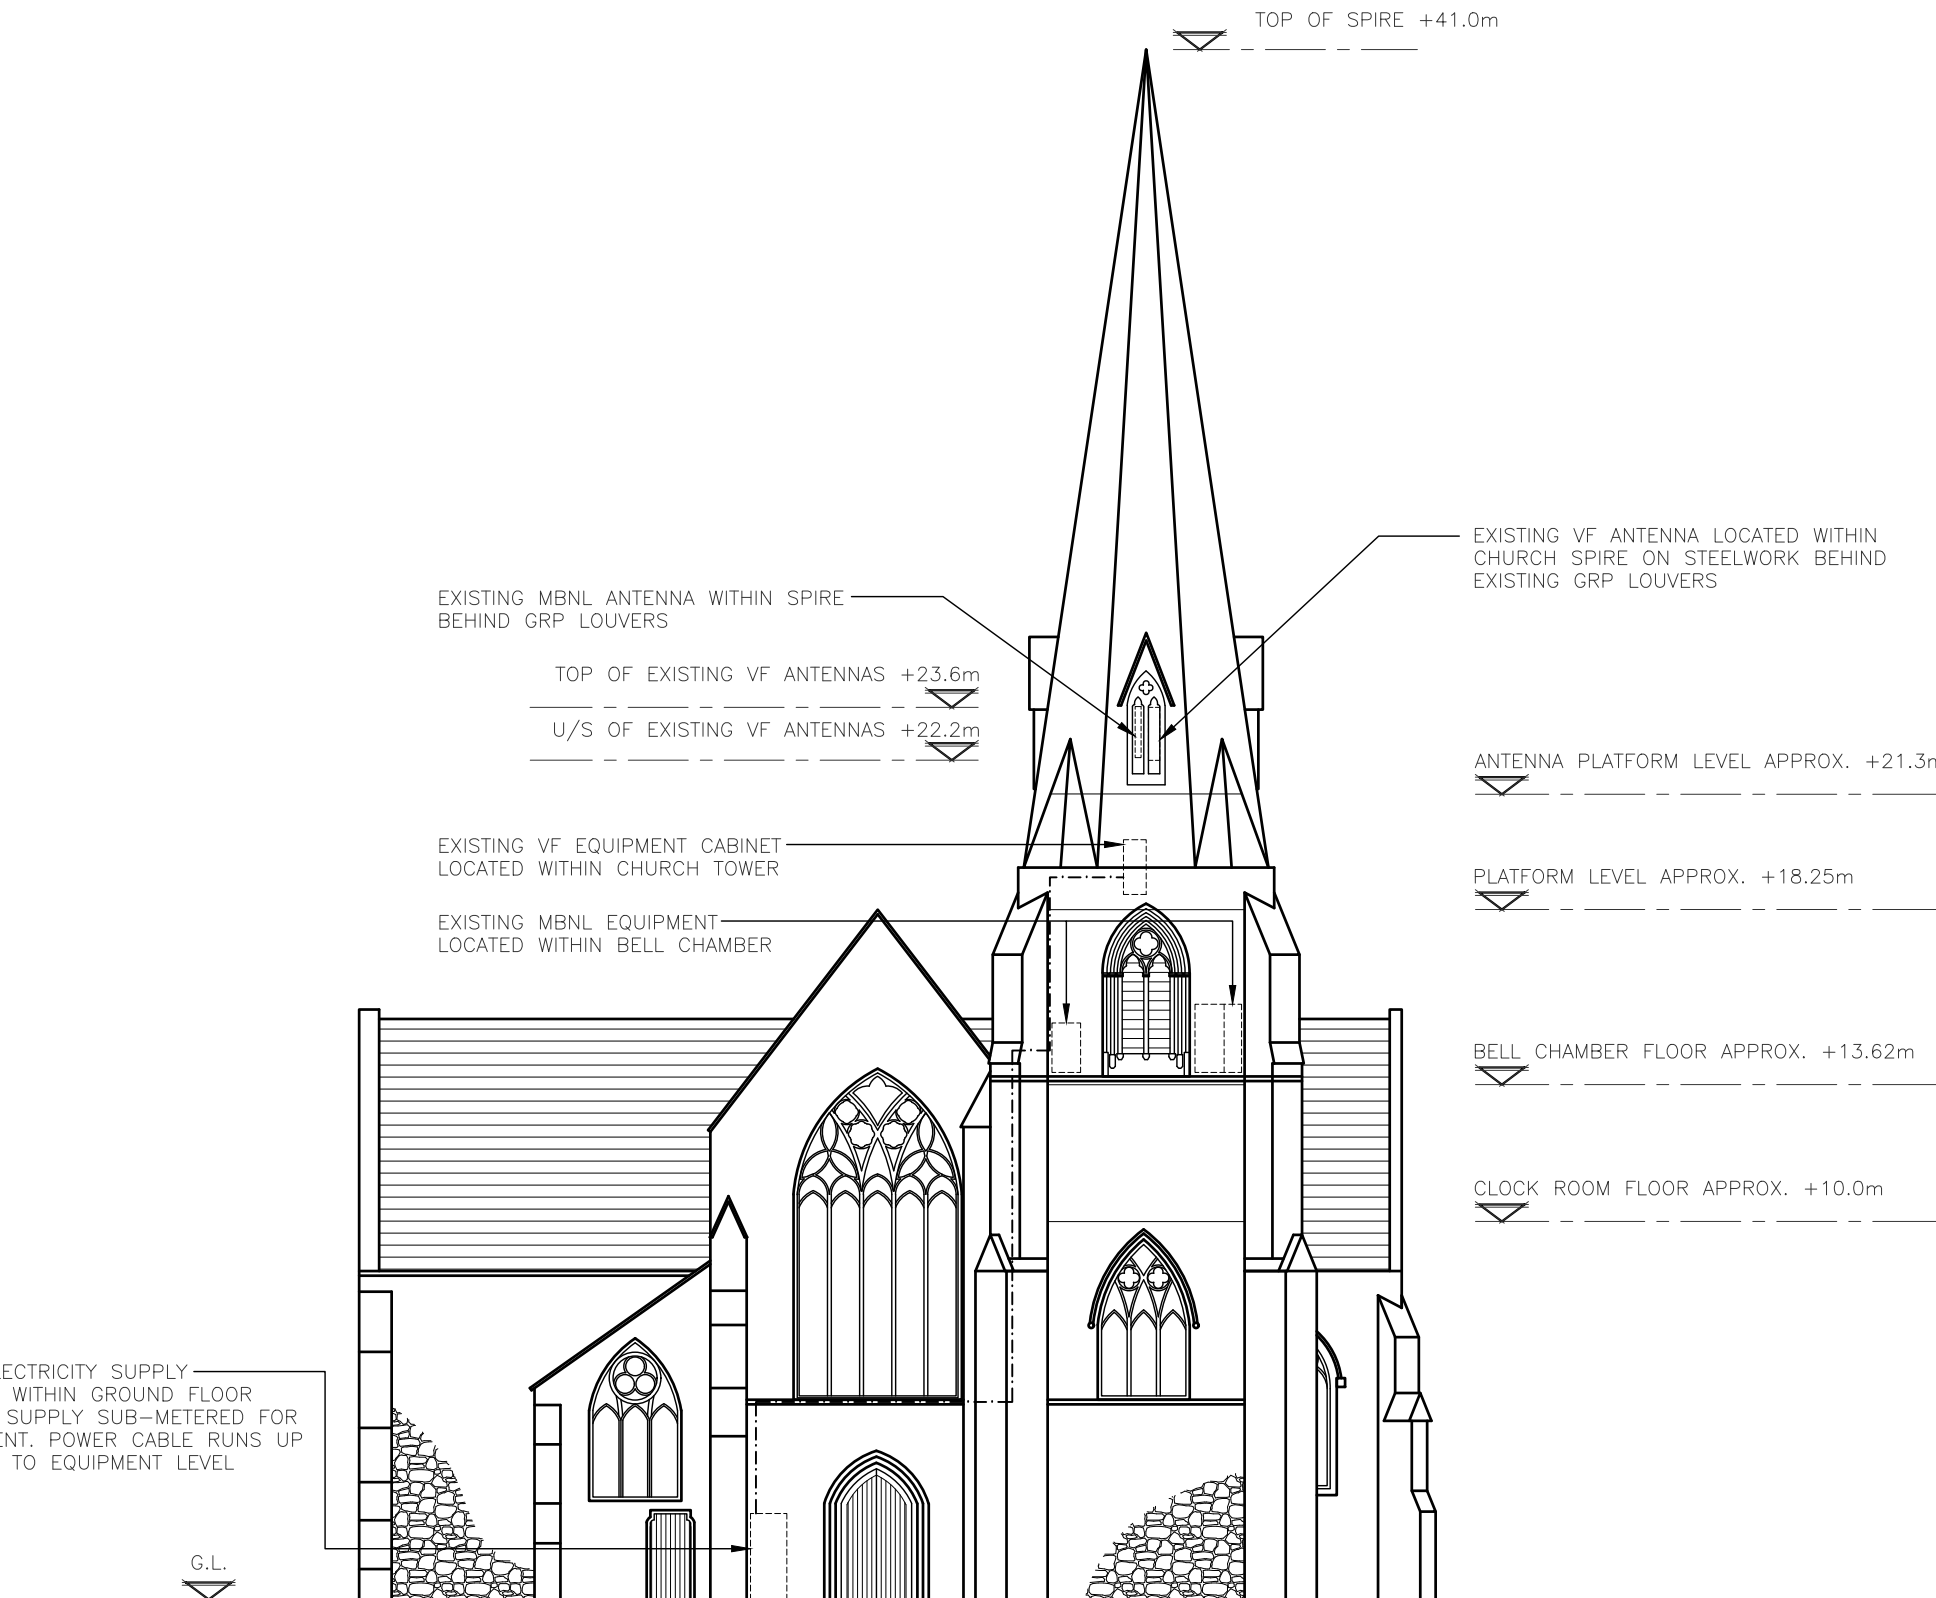 TOP OF SPIRE +41.0m
EXISTING VF ANTENNA LOCATED WITHIN
CHURCH SPIRE ON STEELWORK BEHIND
EXISTING GRP LOUVERS
EXISTING MBNL ANTENNA WITHIN SPIRE
BEHIND GRP LOUVERS
TOP OF EXISTING VF ANTENNAS +23.6m
U/S OF EXISTING VF ANTENNAS +22.2m
ANTENNA PLATFORM LEVEL APPROX. +21.3m
EXISTING VF EQUIPMENT CABINET
LOCATED WITHIN CHURCH TOWER
PLATFORM LEVEL APPROX. +18.25m
EXISTING MBNL EQUIPMENT
LOCATED WITHIN BELL CHAMBER
BELL CHAMBER FLOOR APPROX. +13.62m
CLOCK ROOM FLOOR APPROX. +10.0m
LECTRICITY SUPPLY
WITHIN GROUND FLOOR
SUPPLY SUB-METERED FOR
ENT. POWER CABLE RUNS UP
TO EQUIPMENT LEVEL
G.L.